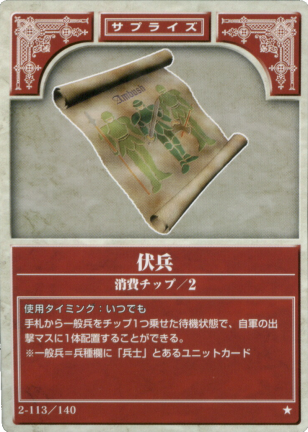 サプライズ
Ambush
伏兵
消費チップ/2
使用タイミング:いつでも
手札から一般兵をチップ1つ乗せた待機状態で、自軍の出
撃マスに1体配置することができる。
※一般兵=兵種欄に「兵士」とあるユニットカード
2-113/140
★